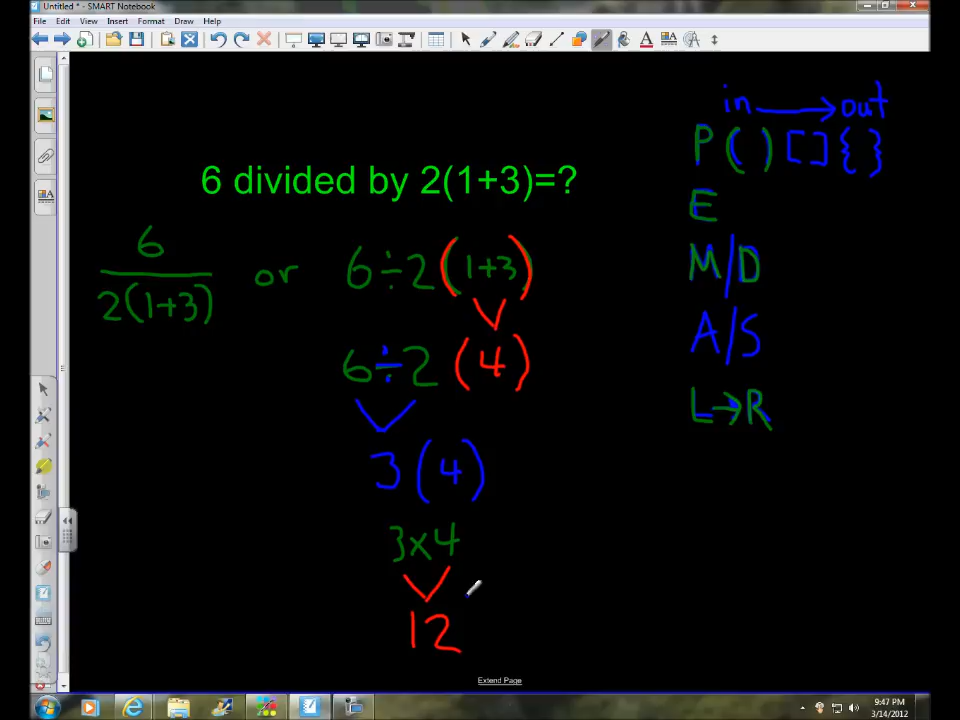 Untitled * - SMART Notebook
File Edit View Insert Format Draw Help
in → out
P ( ) [ ] { }
6 divided by 2(1+3)=?
E
6
2(1+3)
or
6÷2(1+3)
M/D
6÷2 (4)
A/S
L→R
3(4)
3×4
12
Extend Page
9:47 PM
3/14/2012